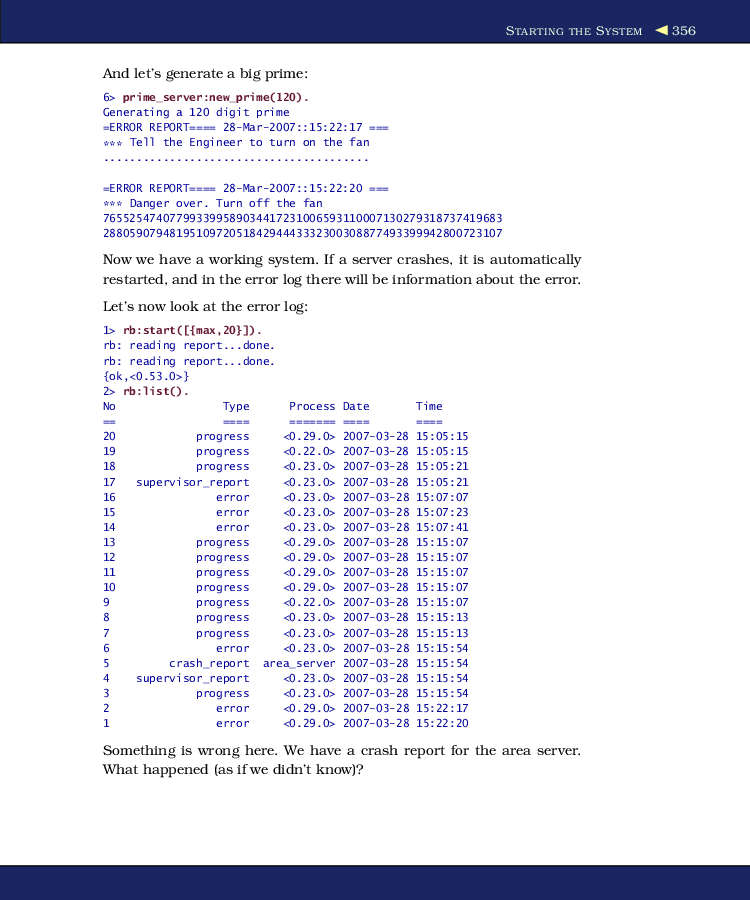 STARTING THE SYSTEM ◀ 356
And let's generate a big prime:
6> prime_server:new_prime(120).
Generating a 120 digit prime
=ERROR REPORT==== 28-Mar-2007::15:22:17 ===
*** Tell the Engineer to turn on the fan
........................................
=ERROR REPORT==== 28-Mar-2007::15:22:20 ===
*** Danger over. Turn off the fan
765525474077993399589034417231006593110007130279318737419683
288059079481951097205184294443332300308877493399942800723107
Now we have a working system. If a server crashes, it is automatically
restarted, and in the error log there will be information about the error.
Let's now look at the error log:
1> rb:start([{max,20}]).
rb: reading report...done.
rb: reading report...done.
{ok,<0.53.0>}
2> rb:list().
No Type Process Date Time
== ==== ======= ==== ====
20 progress <0.29.0> 2007-03-28 15:05:15
19 progress <0.22.0> 2007-03-28 15:05:15
18 progress <0.23.0> 2007-03-28 15:05:21
17 supervisor_report <0.23.0> 2007-03-28 15:05:21
16 error <0.23.0> 2007-03-28 15:07:07
15 error <0.23.0> 2007-03-28 15:07:23
14 error <0.23.0> 2007-03-28 15:07:41
13 progress <0.29.0> 2007-03-28 15:15:07
12 progress <0.29.0> 2007-03-28 15:15:07
11 progress <0.29.0> 2007-03-28 15:15:07
10 progress <0.29.0> 2007-03-28 15:15:07
9 progress <0.22.0> 2007-03-28 15:15:07
8 progress <0.23.0> 2007-03-28 15:15:13
7 progress <0.23.0> 2007-03-28 15:15:13
6 error <0.23.0> 2007-03-28 15:15:54
5 crash_report area_server 2007-03-28 15:15:54
4 supervisor_report <0.23.0> 2007-03-28 15:15:54
3 progress <0.23.0> 2007-03-28 15:15:54
2 error <0.29.0> 2007-03-28 15:22:17
1 error <0.29.0> 2007-03-28 15:22:20
Something is wrong here. We have a crash report for the area server.
What happened (as if we didn't know)?